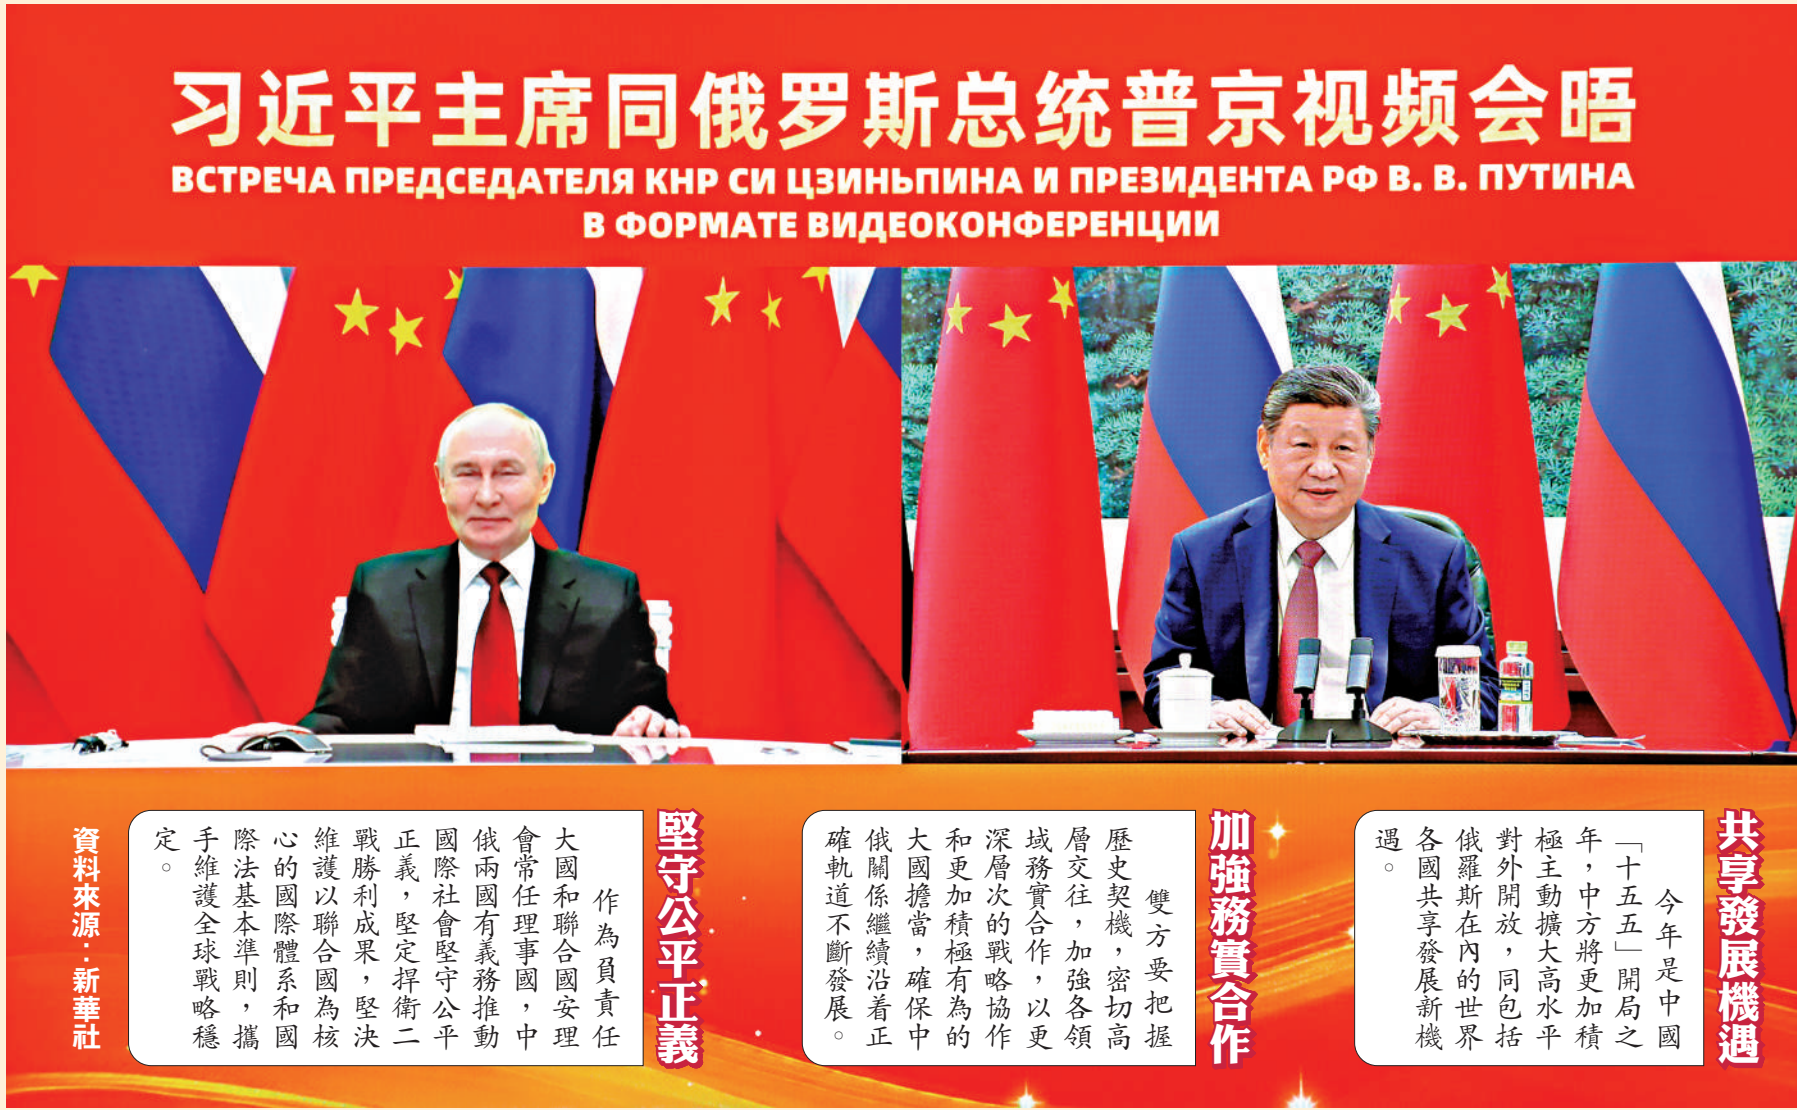 习近平主席同俄罗斯总统普京视频会晤
ВСТРЕЧА ПРЕДСЕДАТЕЛЯ КНР СИ ЦЗИНЬПИНА И ПРЕЗИДЕНТА РФ В. В. ПУТИНА
В ФОРМАТЕ ВИДЕОКОНФЕРЕНЦИИ
共享發展機遇
今年是中國
「十五五」開局之
年，中方將更加積
極主動擴大高水平
對外開放，同包括
俄羅斯在內的世界
各國共享發展新機
遇。
加強務實合作
雙方要把握
歷史契機，密切高
層交往，加強各領
域務實合作，以更
深層次的戰略協作
和更加積極有為的
大國擔當，確保中
俄關係繼續沿着正
確軌道不斷發展。
堅守公平正義
作為負責任
大國和聯合國安理
會常任理事國，中
俄兩國有義務推動
國際社會堅守公平
正義，堅定捍衛二
戰勝利成果，堅決
維護以聯合國為核
心的國際體系和國
際法基本準則，攜
手維護全球戰略穩
定。
資料來源：新華社